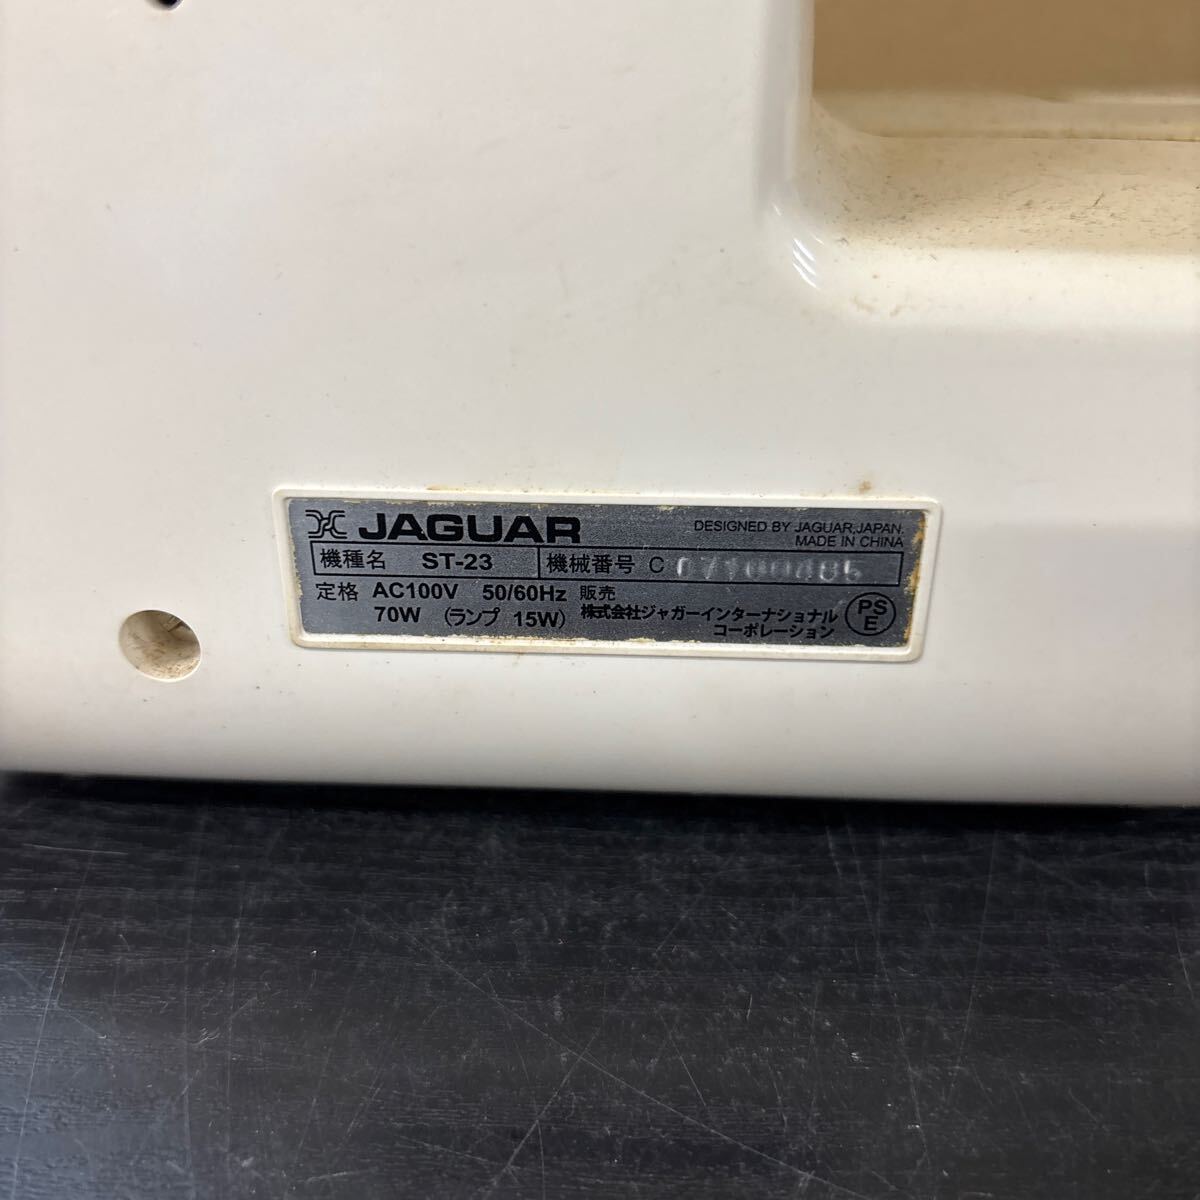 JAGUAR
DESIGNED BY JAGUAR,JAPAN.
MADE IN CHINA
機種名 ST-23 機械番号 C
定格 AC100V 50/60Hz 販売
70W (ランプ 15W) 株式会社ジャガーインターナショナル
コーポレーション
PS
E